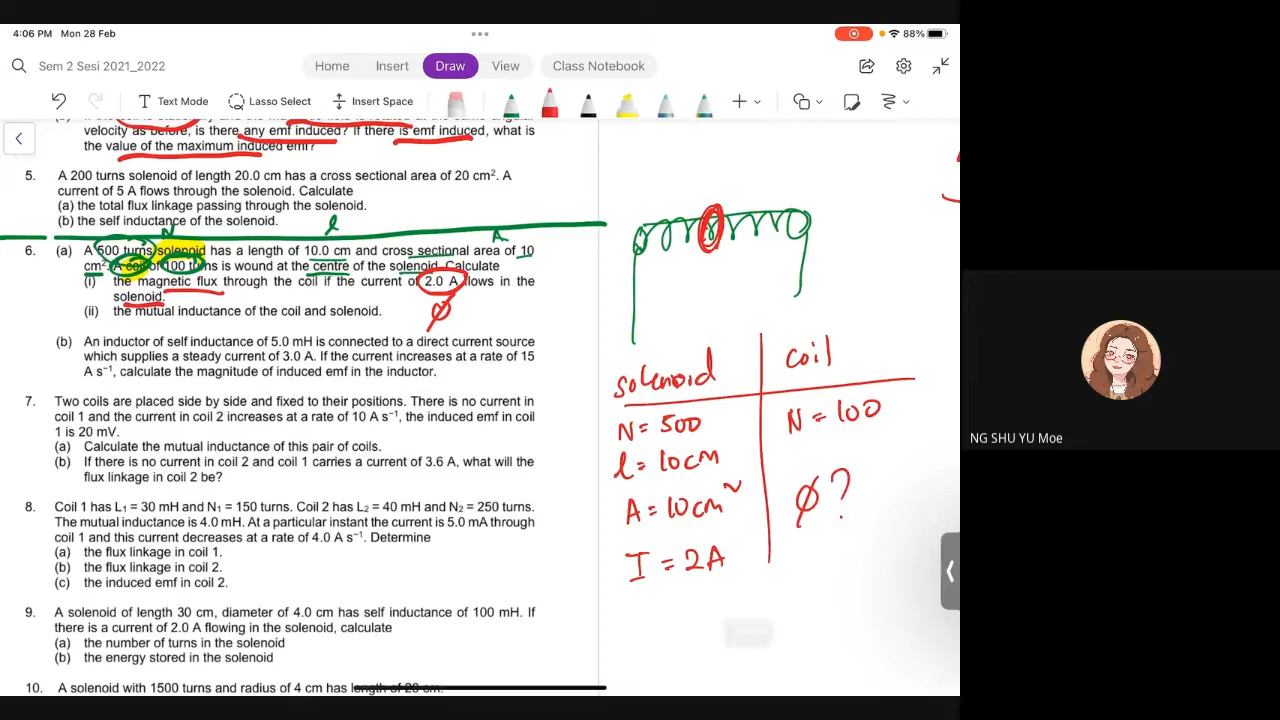 4:06 PM Mon 28 Feb
88%
Sem 2 Sesi 2021_2022
Home Insert Draw View Class Notebook
Text Mode Lasso Select Insert Space
velocity as before, is there any emf induced? If there is emf induced, what is
the value of the maximum induced emf?
5. A 200 turns solenoid of length 20.0 cm has a cross sectional area of 20 cm². A
current of 5 A flows through the solenoid. Calculate
(a) the total flux linkage passing through the solenoid.
(b) the self inductance of the solenoid.
N l A
6. (a) A 500 turns solenoid has a length of 10.0 cm and cross sectional area of 10
cm². A coil of 100 turns is wound at the centre of the solenoid. Calculate
(i) the magnetic flux through the coil if the current of 2.0 A flows in the
solenoid.
ϕ
(ii) the mutual inductance of the coil and solenoid.
(b) An inductor of self inductance of 5.0 mH is connected to a direct current source
which supplies a steady current of 3.0 A. If the current increases at a rate of 15
A s⁻¹, calculate the magnitude of induced emf in the inductor.
7. Two coils are placed side by side and fixed to their positions. There is no current in
coil 1 and the current in coil 2 increases at a rate of 10 A s⁻¹, the induced emf in coil
1 is 20 mV.
(a) Calculate the mutual inductance of this pair of coils.
(b) If there is no current in coil 2 and coil 1 carries a current of 3.6 A, what will the
flux linkage in coil 2 be?
8. Coil 1 has L₁ = 30 mH and N₁ = 150 turns. Coil 2 has L₂ = 40 mH and N₂ = 250 turns.
The mutual inductance is 4.0 mH. At a particular instant the current is 5.0 mA through
coil 1 and this current decreases at a rate of 4.0 A s⁻¹. Determine
(a) the flux linkage in coil 1.
(b) the flux linkage in coil 2.
(c) the induced emf in coil 2.
9. A solenoid of length 30 cm, diameter of 4.0 cm has self inductance of 100 mH. If
there is a current of 2.0 A flowing in the solenoid, calculate
(a) the number of turns in the solenoid
(b) the energy stored in the solenoid
10. A solenoid with 1500 turns and radius of 4 cm has length of 20 cm.
solenoid coil
N = 500 N = 100
l = 10cm
A = 10cm² ϕ?
I = 2A
NG SHU YU Moe